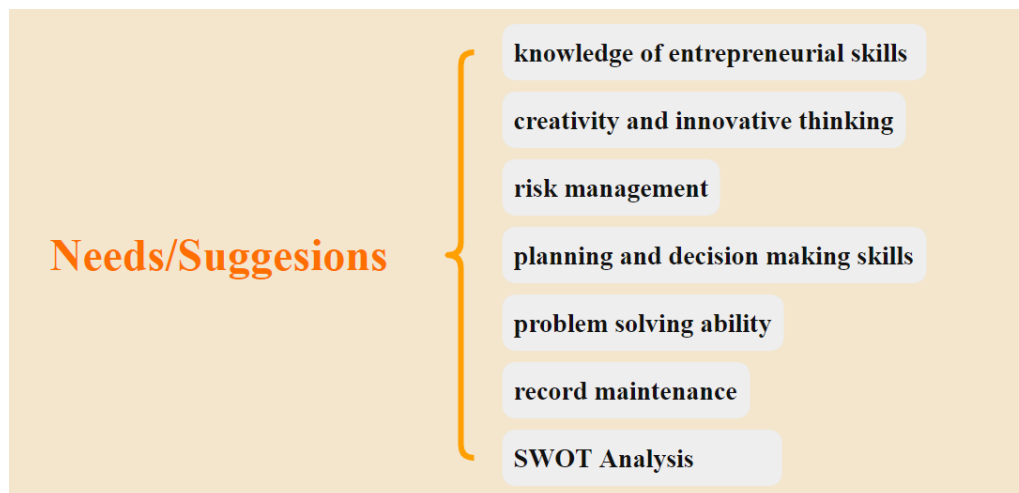 knowledge of entrepreneurial skills
creativity and innovative thinking
risk management
Needs/Suggesions
planning and decision making skills
problem solving ability
record maintenance
SWOT Analysis